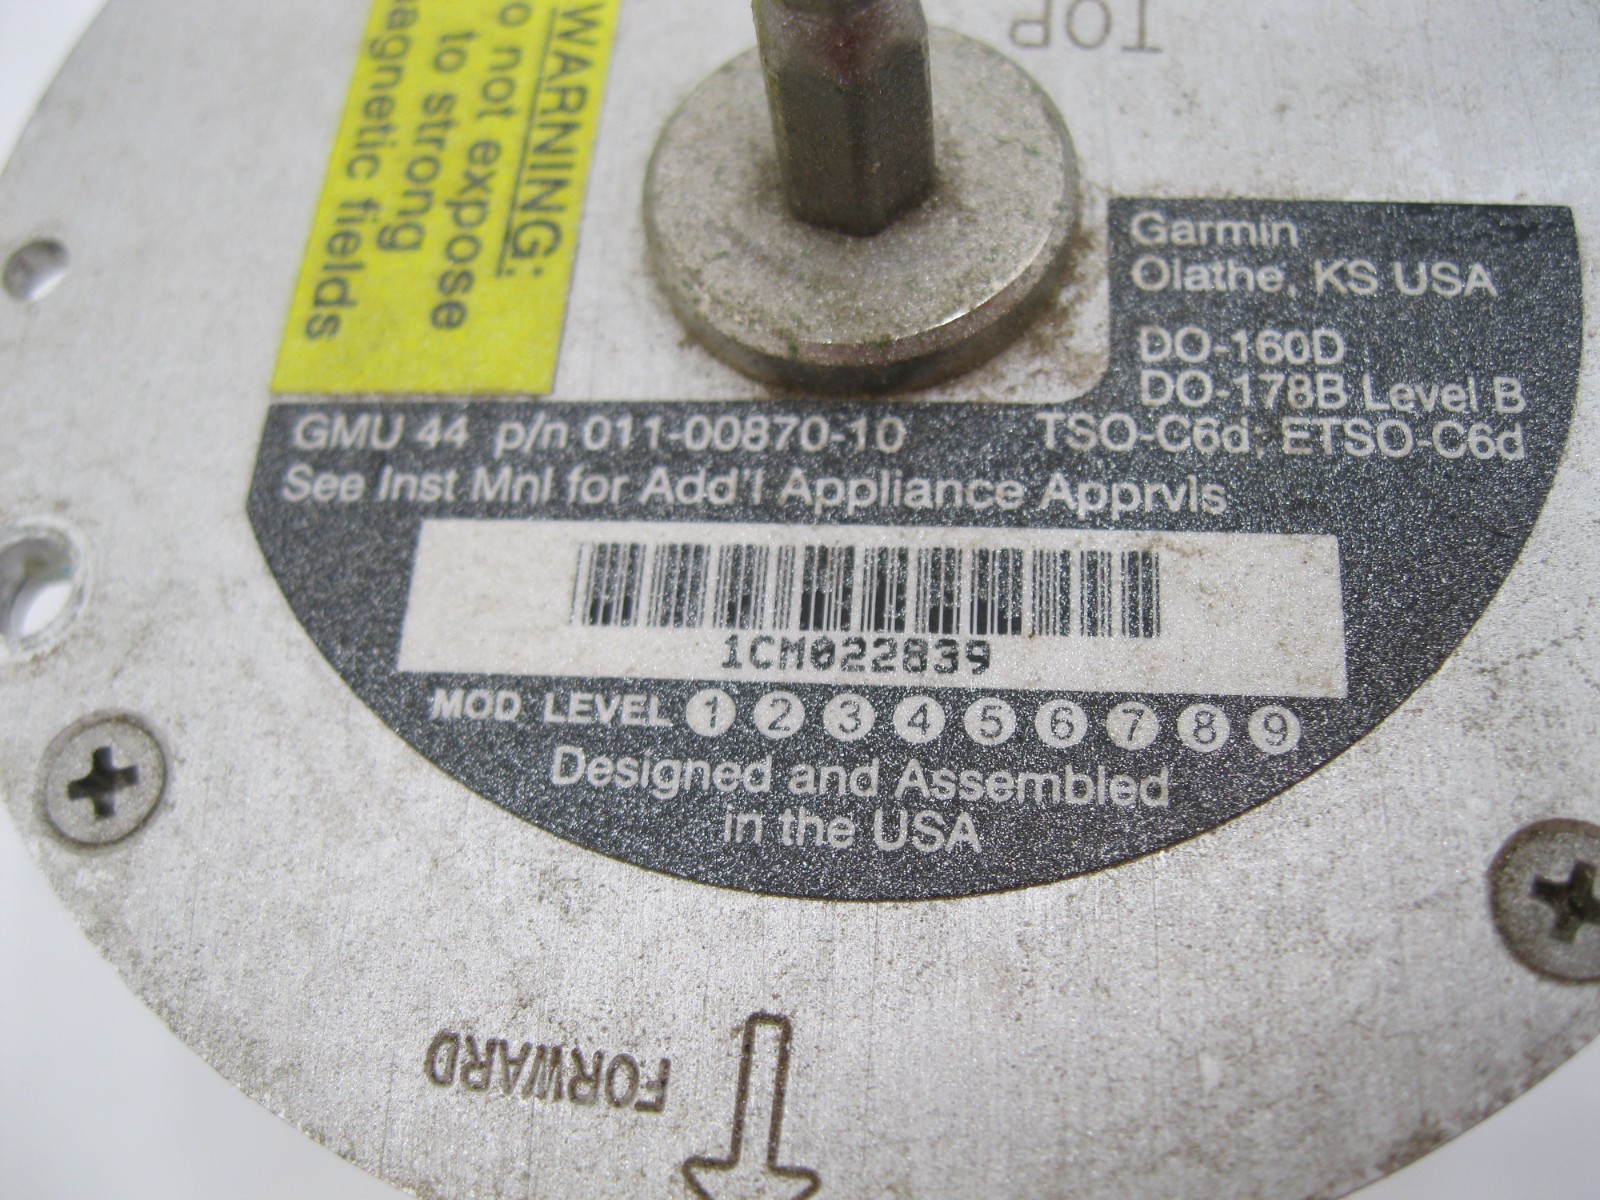 TOP
WARNING:
o not expose
to strong
agnetic fields
Garmin
Olathe, KS USA
DO-160D
DO-178B Level B
GMU 44 p/n 011-00870-10 TSO-C6d, ETSO-C6d
See Inst Mnl for Add'l Appliance Apprvls
1CM022839
MOD LEVEL 1 2 3 4 5 6 7 8 9
Designed and Assembled
in the USA
FORWARD